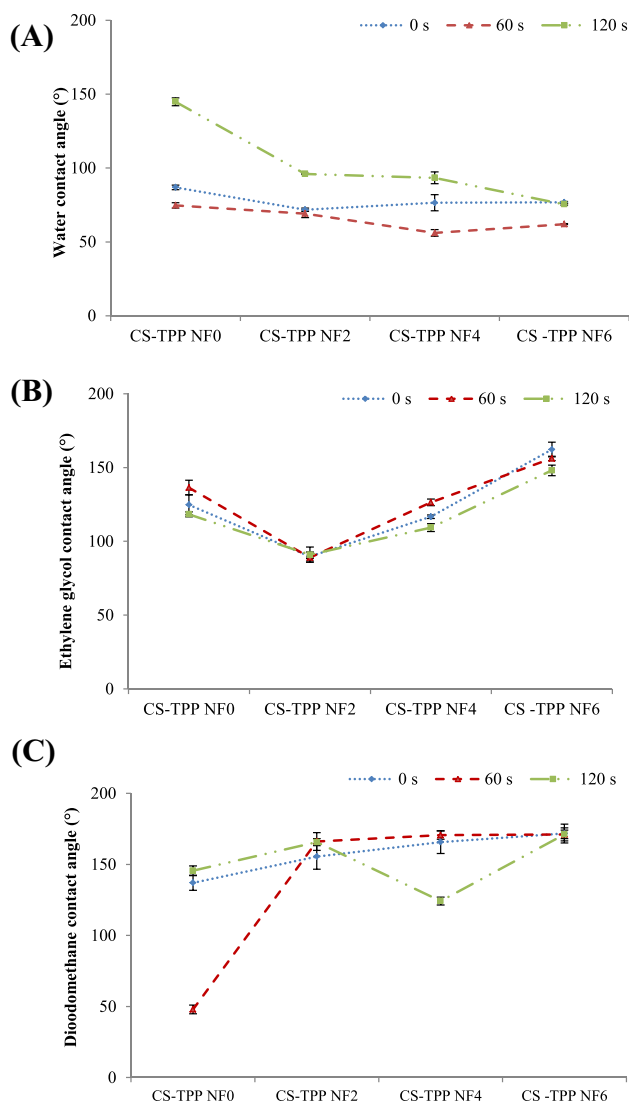 (A)
0 s 60 s 120 s
200
150
100
50
0
Water contact angle (°)
CS-TPP NF0 CS-TPP NF2 CS-TPP NF4 CS -TPP NF6
(B)
0 s 60 s 120 s
200
150
100
50
0
Ethylene glycol contact angle (°)
CS-TPP NF0 CS-TPP NF2 CS-TPP NF4 CS -TPP NF6
(C)
0 s 60 s 120 s
200
150
100
50
0
Dioodomethane contact angle (°)
CS-TPP NF0 CS-TPP NF2 CS-TPP NF4 CS -TPP NF6